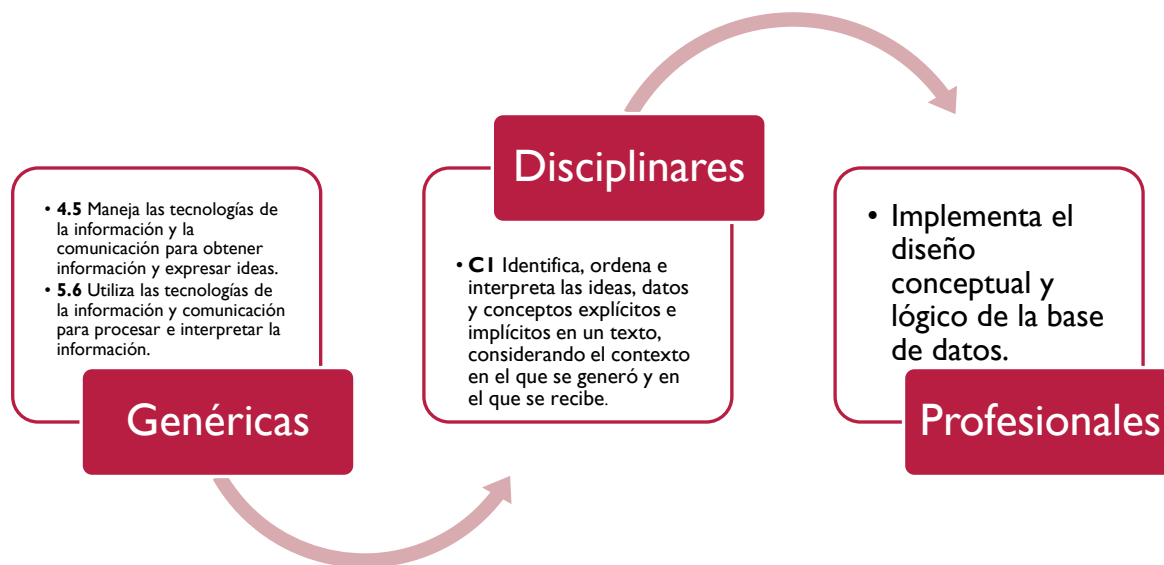 • 4.5 Maneja las tecnologías de
la información y la
comunicación para obtener
información y expresar ideas.
• 5.6 Utiliza las tecnologías de
la información y comunicación
para procesar e interpretar la
información.
Genéricas
Disciplinares
• C1 Identifica, ordena e
interpreta las ideas, datos
y conceptos explícitos e
implícitos en un texto,
considerando el contexto
en el que se generó y en
el que se recibe.
• Implementa el
diseño
conceptual y
lógico de la base
de datos.
Profesionales